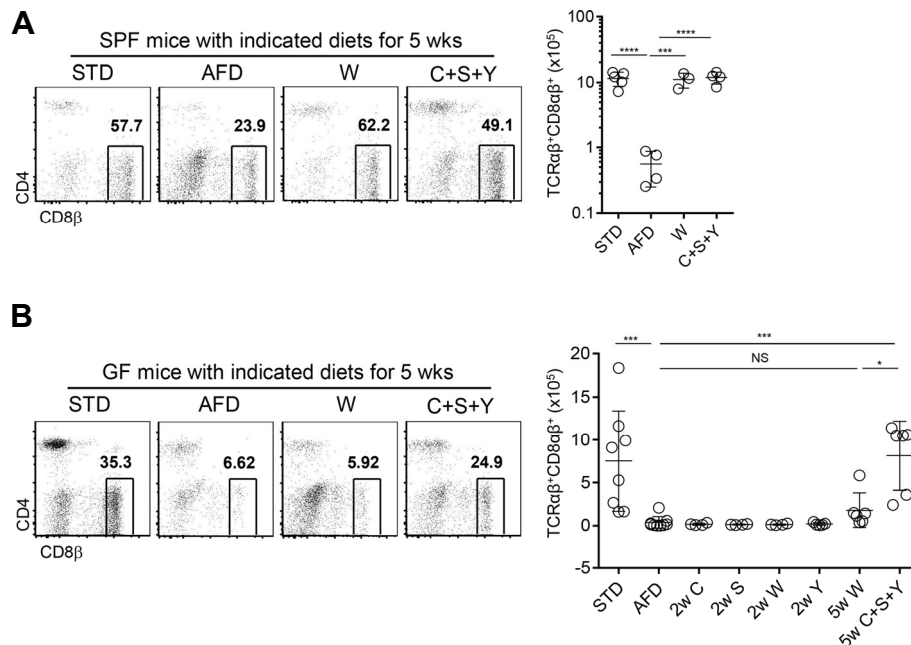 A
SPF mice with indicated diets for 5 wks
STD AFD W C+S+Y
57.7 23.9 62.2 49.1
CD4
CD8β
TCRαβ⁺CD8αβ⁺ (x10⁵)
100
10
1
0.1
**** *** ****
STD AFD W C+S+Y
B
GF mice with indicated diets for 5 wks
STD AFD W C+S+Y
35.3 6.62 5.92 24.9
CD4
CD8β
TCRαβ⁺CD8αβ⁺ (x10⁵)
20
15
10
5
0
-5
*** ***
NS *
STD AFD 2w C 2w S 2w W 2w Y 5w W 5w C+S+Y